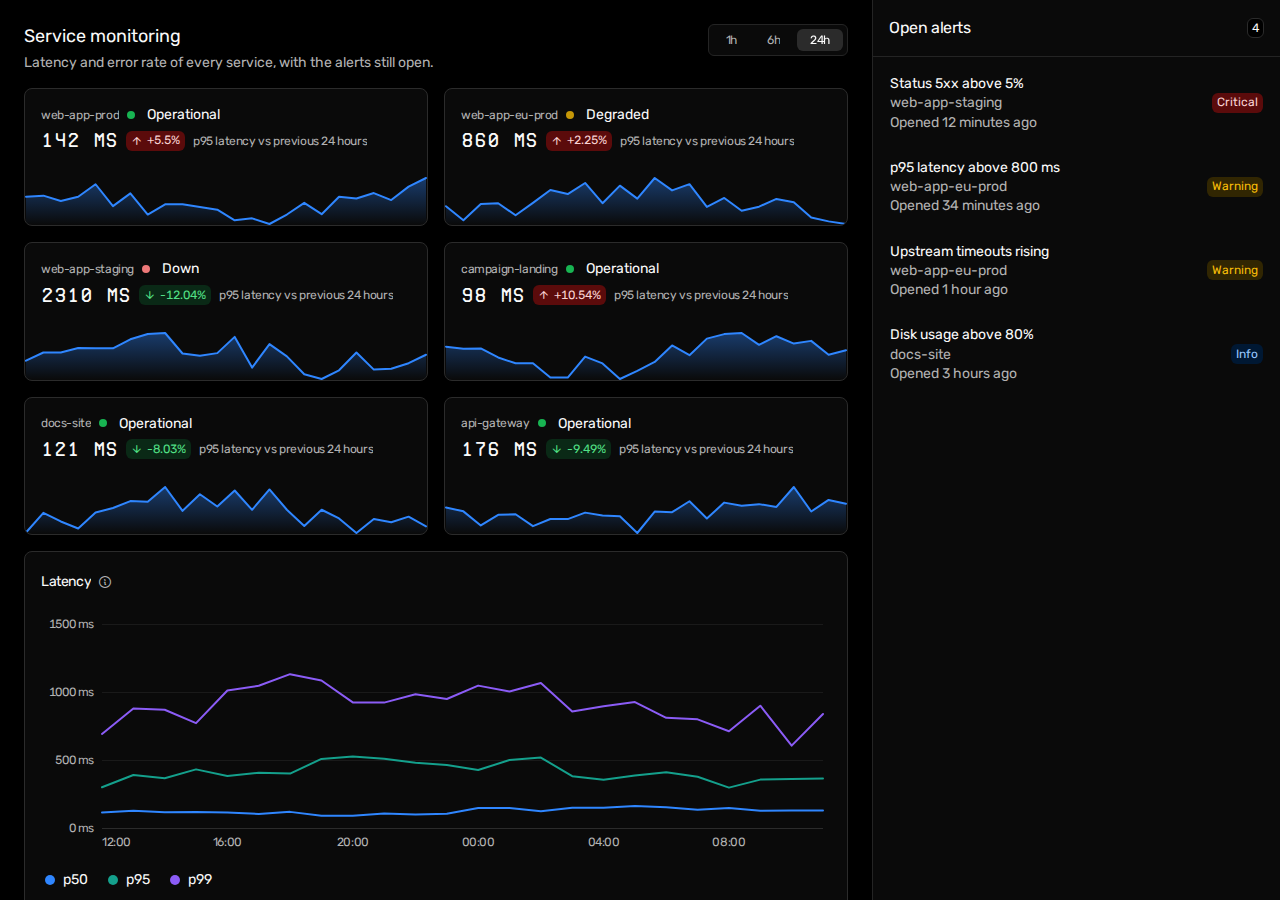 Service monitoring
Latency and error rate of every service, with the alerts still open.
1h 6h 24h
web-app-prod Operational
142 MS +5.5% p95 latency vs previous 24 hours
web-app-eu-prod Degraded
860 MS +2.25% p95 latency vs previous 24 hours
web-app-staging Down
2310 MS -12.04% p95 latency vs previous 24 hours
campaign-landing Operational
98 MS +10.54% p95 latency vs previous 24 hours
docs-site Operational
121 MS -8.03% p95 latency vs previous 24 hours
api-gateway Operational
176 MS -9.49% p95 latency vs previous 24 hours
Latency
1500 ms
1000 ms
500 ms
0 ms
12:00 16:00 20:00 00:00 04:00 08:00
p50 p95 p99
Open alerts 4
Status 5xx above 5%
web-app-staging
Opened 12 minutes ago
Critical
p95 latency above 800 ms
web-app-eu-prod
Opened 34 minutes ago
Warning
Upstream timeouts rising
web-app-eu-prod
Opened 1 hour ago
Warning
Disk usage above 80%
docs-site
Opened 3 hours ago
Info